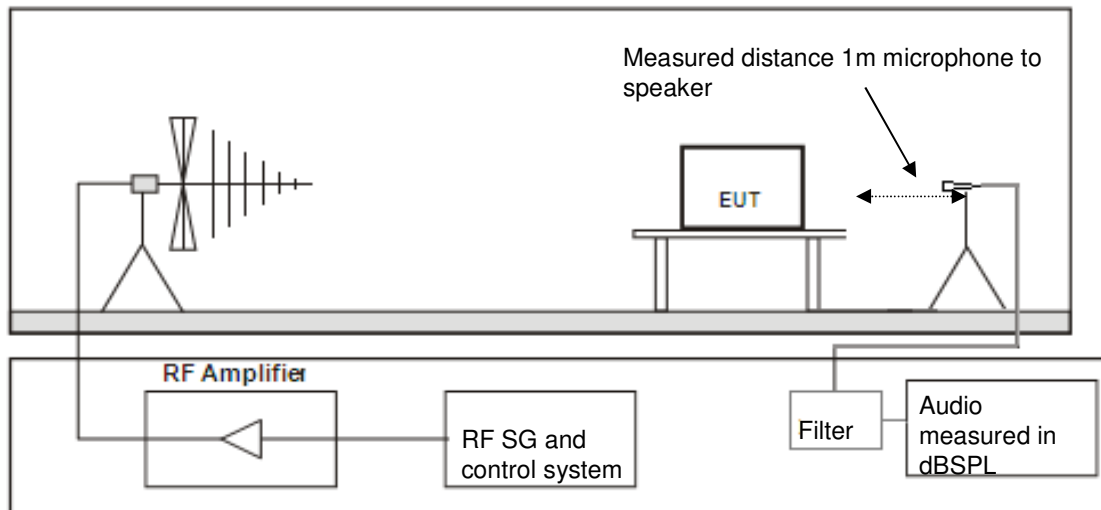 Measured distance 1m microphone to
speaker
EUT
RF Amplifier
RF SG and
control system
Filter
Audio
measured in
dBSPL